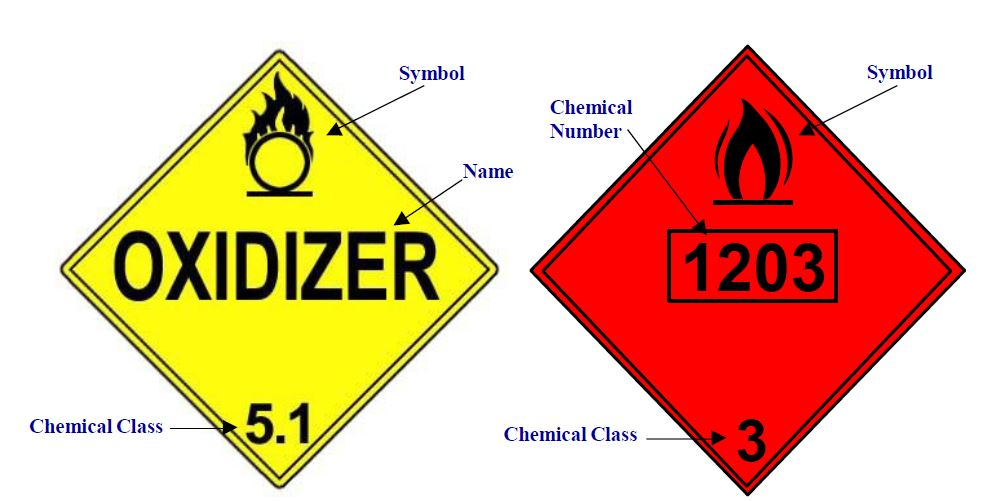 Symbol
Name
OXIDIZER
Chemical Class
5.1
Symbol
Chemical
Number
1203
Chemical Class
3